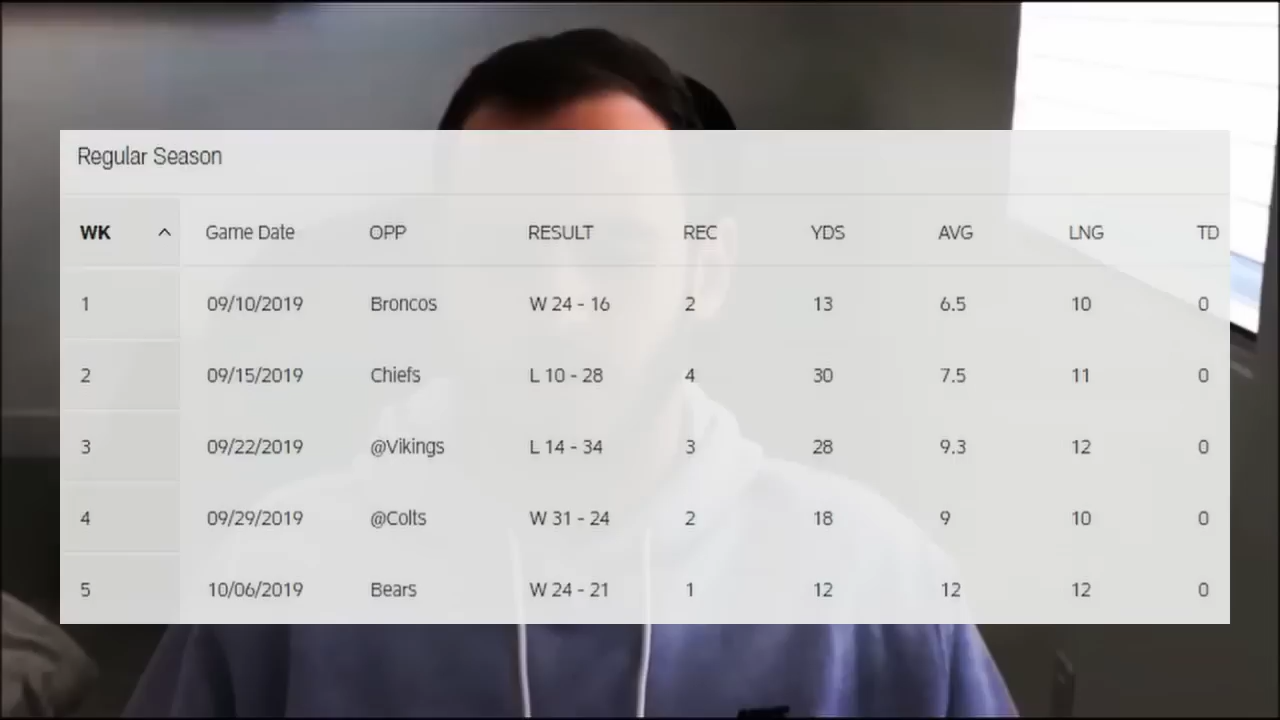 Regular Season
WK Game Date OPP RESULT REC YDS AVG LNG TD
1 09/10/2019 Broncos W 24 - 16 2 13 6.5 10 0
2 09/15/2019 Chiefs L 10 - 28 4 30 7.5 11 0
3 09/22/2019 @Vikings L 14 - 34 3 28 9.3 12 0
4 09/29/2019 @Colts W 31 - 24 2 18 9 10 0
5 10/06/2019 Bears W 24 - 21 1 12 12 12 0